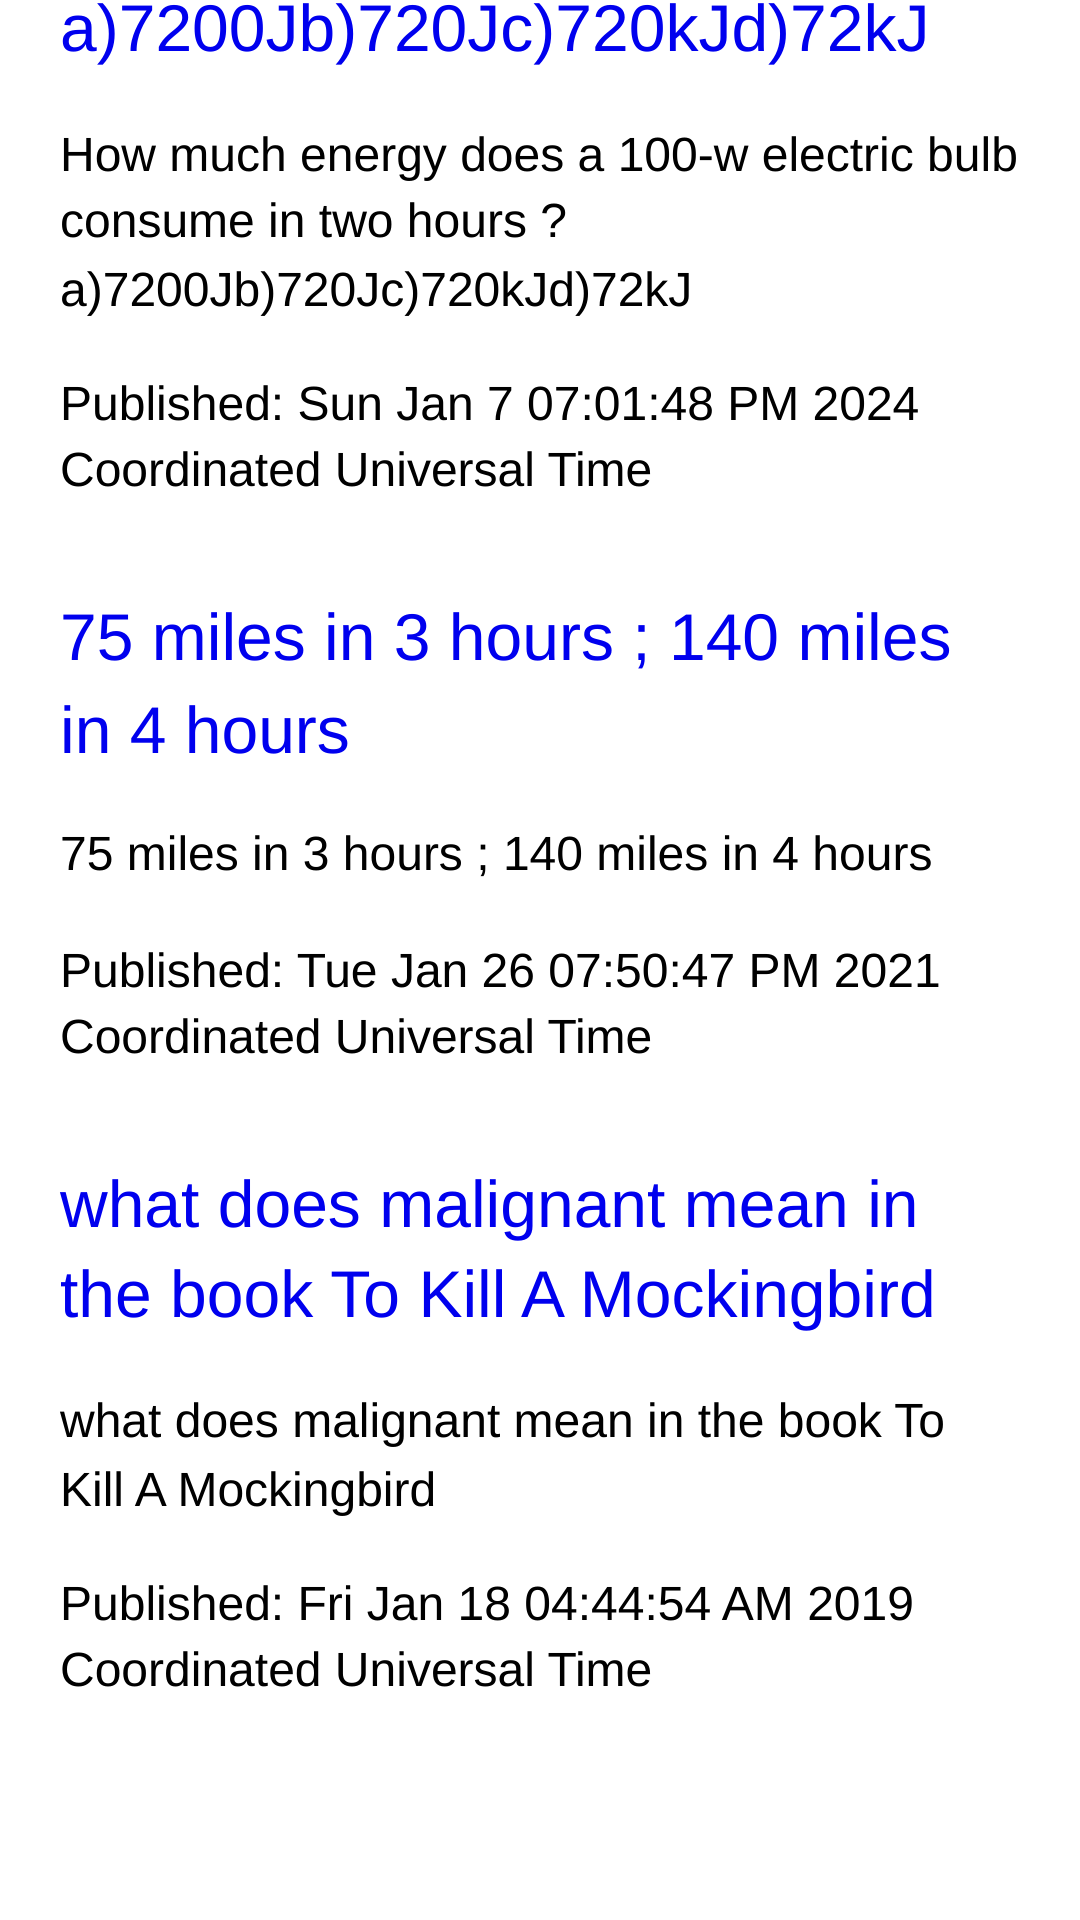 a)7200Jb)720Jc)720kJd)72kJ
How much energy does a 100-w electric bulb
consume in two hours ?
a)7200Jb)720Jc)720kJd)72kJ
Published: Sun Jan 7 07:01:48 PM 2024
Coordinated Universal Time
75 miles in 3 hours ; 140 miles
in 4 hours
75 miles in 3 hours ; 140 miles in 4 hours
Published: Tue Jan 26 07:50:47 PM 2021
Coordinated Universal Time
what does malignant mean in
the book To Kill A Mockingbird
what does malignant mean in the book To
Kill A Mockingbird
Published: Fri Jan 18 04:44:54 AM 2019
Coordinated Universal Time